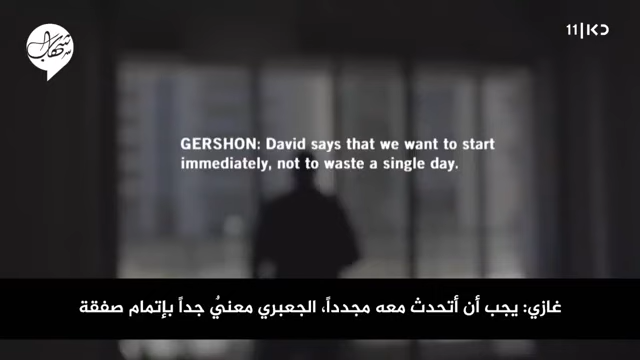 شهاب
כאן|11
GERSHON: David says that we want to start
immediately, not to waste a single day.
غازي: يجب أن أتحدث معه مجدداً، الجعبري معنيُ جداً بإتمام صفقة